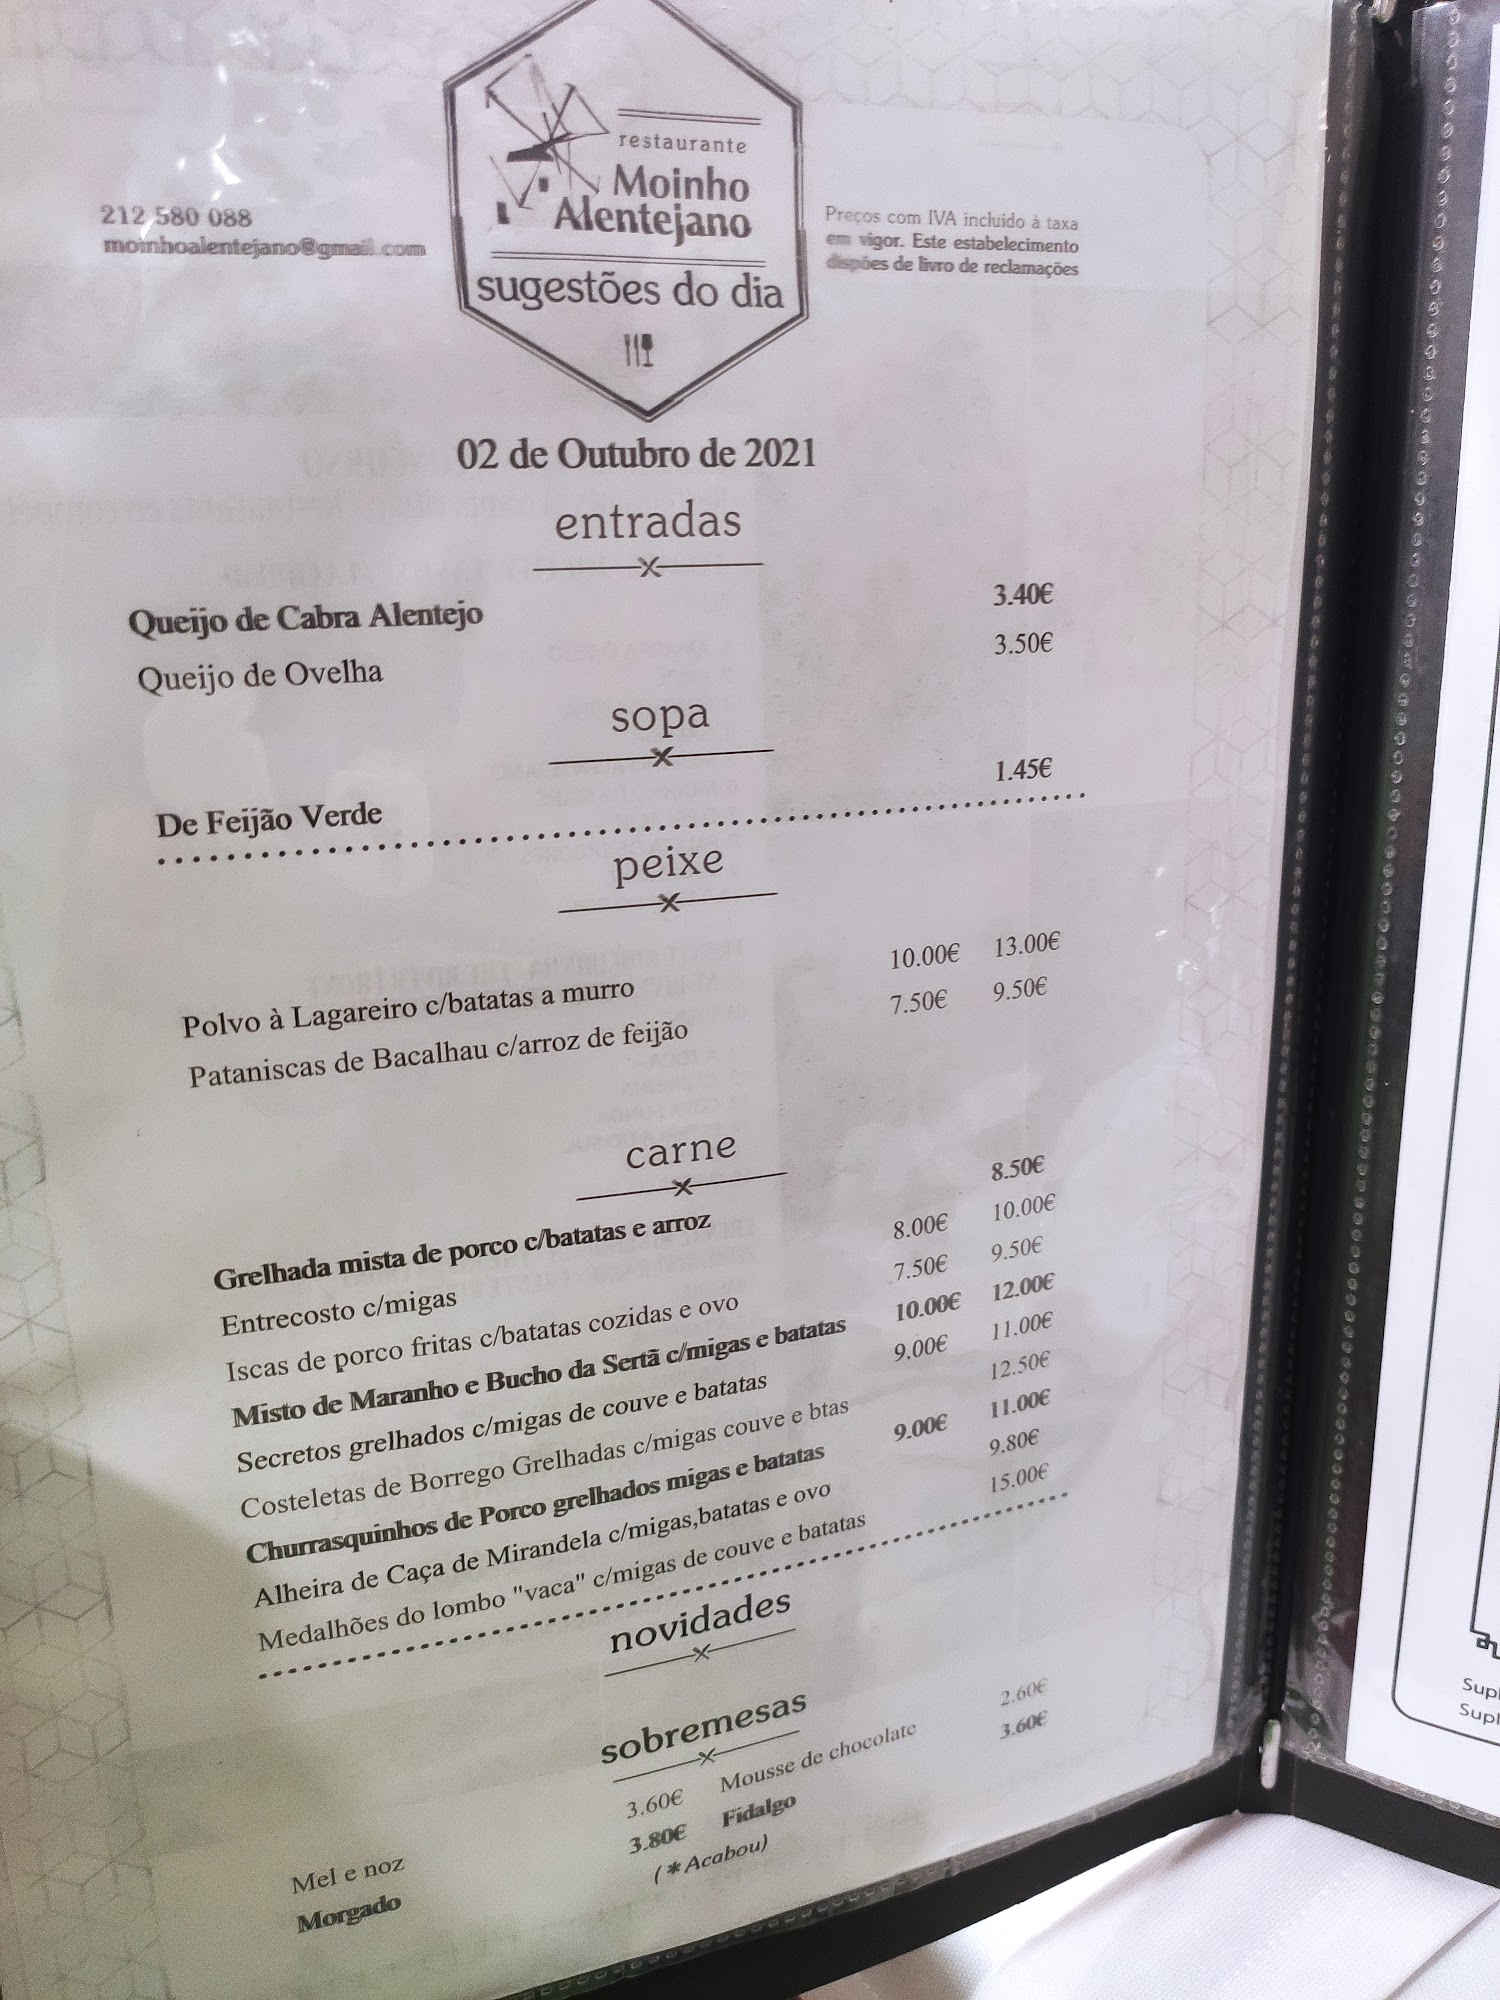 restaurante
Moinho
Alentejano
sugestões do dia
212 580 088
moinhoalentejano@gmail.com
Preços com IVA incluído à taxa
em vigor. Este estabelecimento
dispões de livro de reclamações
02 de Outubro de 2021
entradas
Queijo de Cabra Alentejo 3.40€
Queijo de Ovelha 3.50€
sopa
De Feijão Verde 1.45€
peixe
Polvo à Lagareiro c/batatas a murro 10.00€ 13.00€
Pataniscas de Bacalhau c/arroz de feijão 7.50€ 9.50€
carne
Grelhada mista de porco c/batatas e arroz 8.50€
Entrecosto c/migas 8.00€ 10.00€
Iscas de porco fritas c/batatas cozidas e ovo 7.50€ 9.50€
Misto de Maranho e Bucho da Sertã c/migas e batatas 10.00€ 12.00€
Secretos grelhados c/migas de couve e batatas 9.00€ 11.00€
Costeletas de Borrego Grelhadas c/migas couve e btas 12.50€
Churrasquinhos de Porco grelhados migas e batatas 9.00€ 11.00€
Alheira de Caça de Mirandela c/migas,batatas e ovo 9.80€
Medalhões do lombo "vaca" c/migas de couve e batatas 15.00€
novidades
sobremesas
Mel e noz 3.60€ Mousse de chocolate 2.60€
Morgado 3.80€ Fidalgo 3.60€
(*Acabou)
Supl
Supl